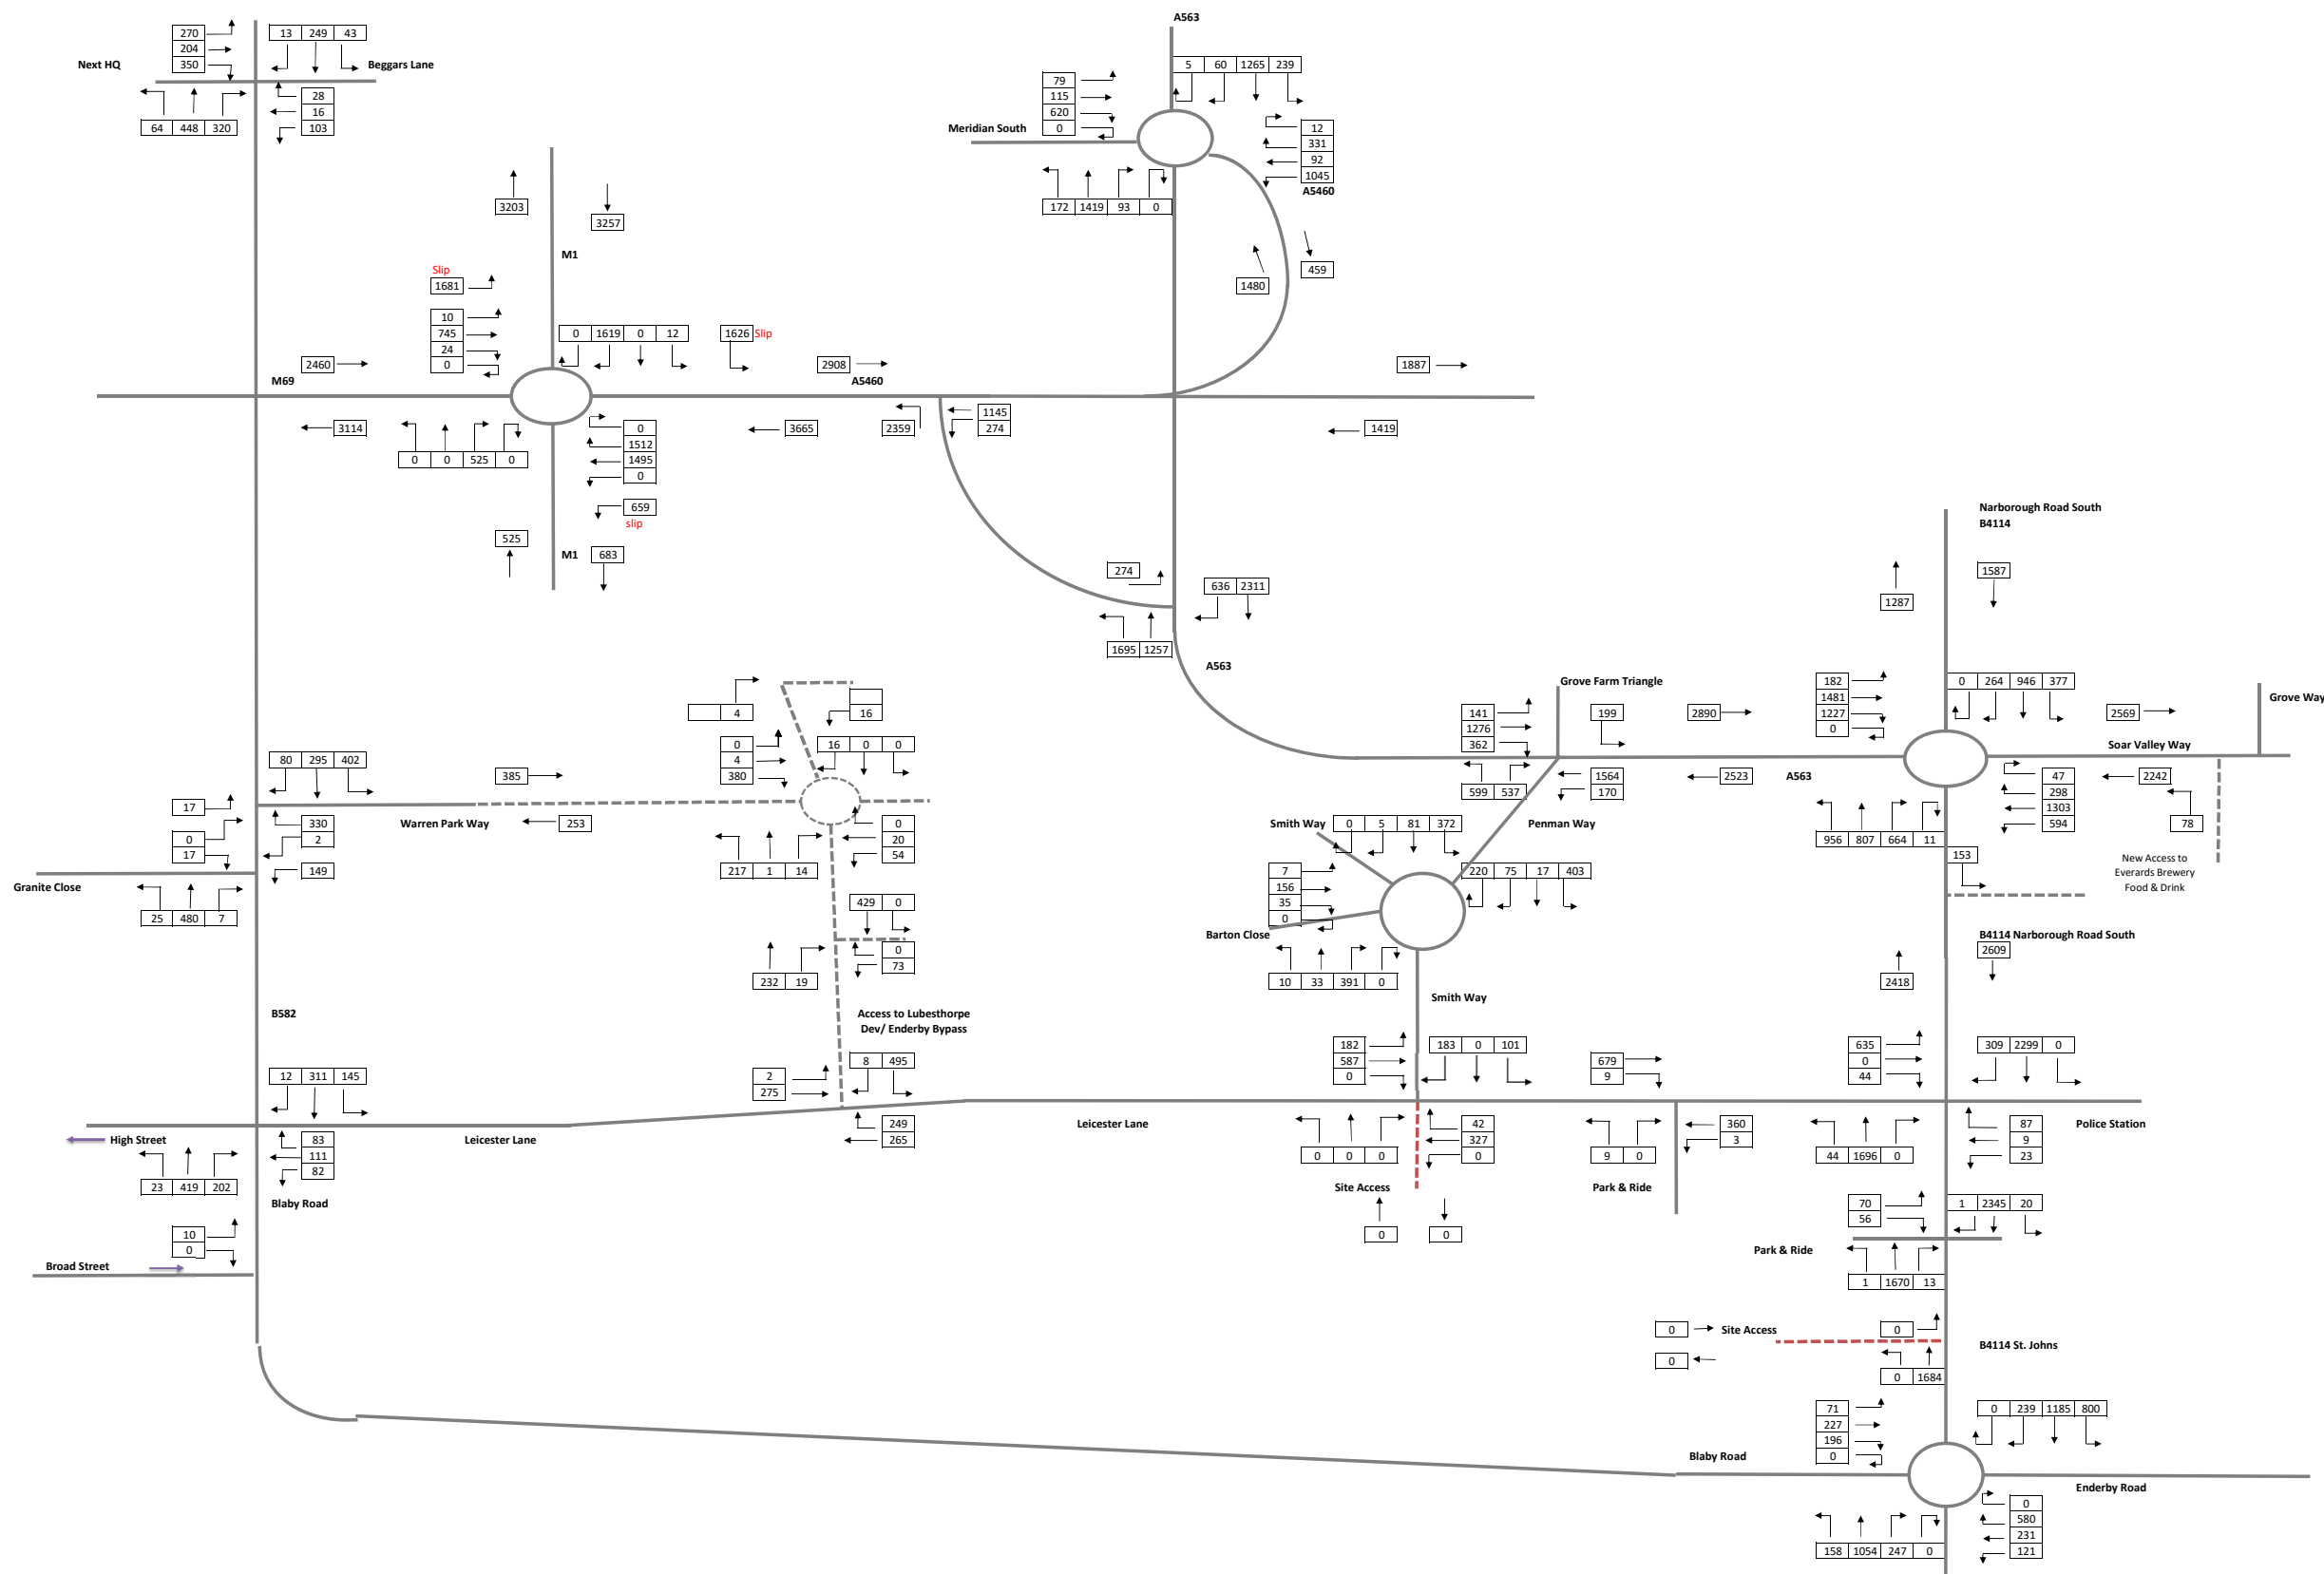 A563
270
204
350
13 249 43
Next HQ
Beggars Lane
28
16
103
64 448 320
5 60 1265 239
79
115
620
0
Meridian South
12
331
92
1045
A5460
172 1419 93 0
3203
3257
M1
1480
459
Slip
1681
10
745
24
0
0 1619 0 12
1626 Slip
2460
2908
1887
M69
A5460
3114
0 0 525 0
0
1512
1495
0
659
slip
3665
2359
1145
274
1419
525
M1
683
Narborough Road South
B4114
274
636 2311
1287
1587
1695 1257
A563
Grove Farm Triangle
4
16
0
4
380
16 0 0
141
1276
362
199
2890
182
1481
1227
0
0 264 946 377
2569
Grove Way
Soar Valley Way
80 295 402
385
599 537
1564
170
2523
A563
47
298
1303
594
2242
78
17
0
17
330
2
149
Warren Park Way
253
0
20
54
217 1 14
Smith Way
0 5 81 372
Penman Way
956 807 664 11
153
New Access to
Everards Brewery
Food & Drink
Granite Close
25 480 7
7
156
35
0
220 75 17 403
Barton Close
429 0
0
73
232 19
10 33 391 0
B4114 Narborough Road South
2609
2418
Smith Way
B582
Access to Lubesthorpe
Dev/ Enderby Bypass
12 311 145
2
275
8 495
182
587
0
183 0 101
679
9
635
0
44
309 2299 0
High Street
83
111
82
Leicester Lane
249
265
Leicester Lane
0 0 0
42
327
0
9 0
360
3
44 1696 0
87
9
23
Police Station
23 419 202
Blaby Road
Site Access
Park & Ride
0
0
70
56
1 2345 20
10
0
Broad Street
Park & Ride
1 1670 13
0
Site Access
0
0
B4114 St. Johns
0 1684
71
227
196
0
0 239 1185 800
Blaby Road
Enderby Road
0
580
231
121
158 1054 247 0